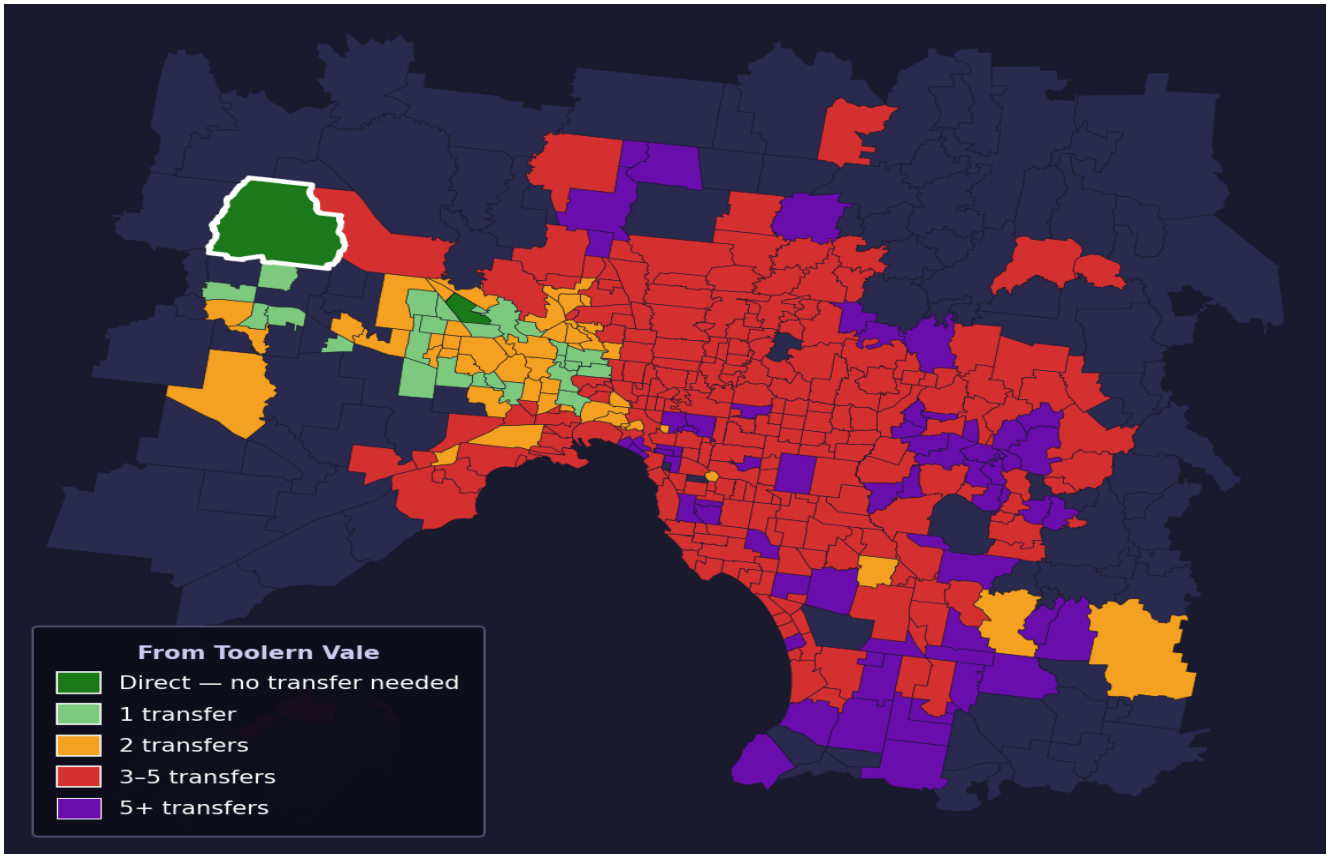 From Toolern Vale
Direct — no transfer needed
1 transfer
2 transfers
3–5 transfers
5+ transfers